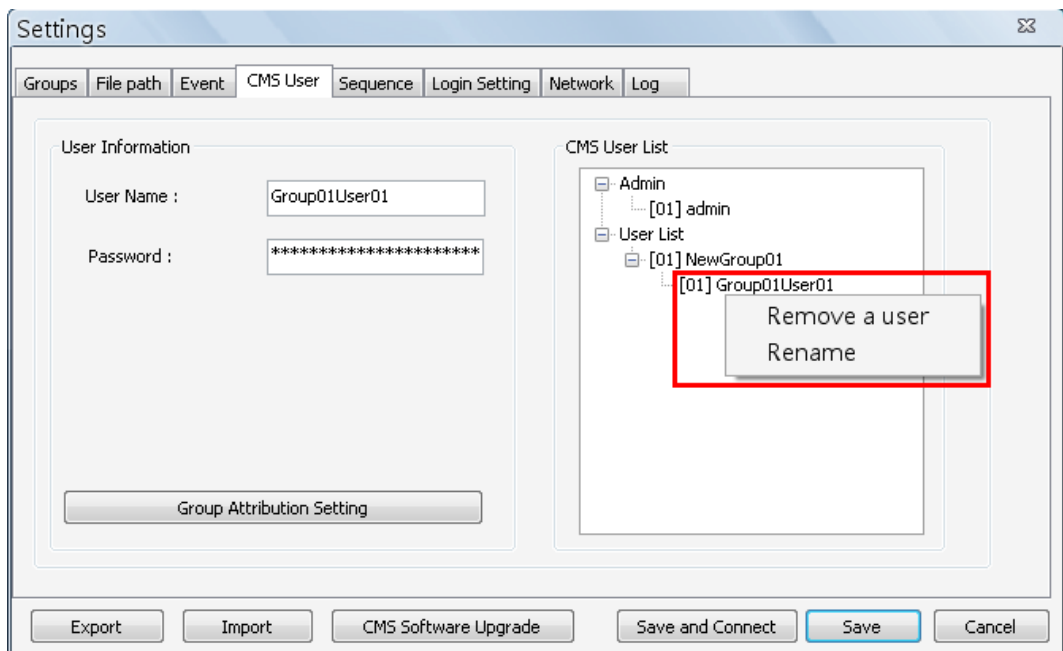 Settings
Groups File path Event CMS User Sequence Login Setting Network Log
User Information
User Name :
Group01User01
Password :
**********************
Group Attribution Setting
CMS User List
Admin
[01] admin
User List
[01] NewGroup01
[01] Group01User01
Remove a user
Rename
Export Import CMS Software Upgrade Save and Connect Save Cancel